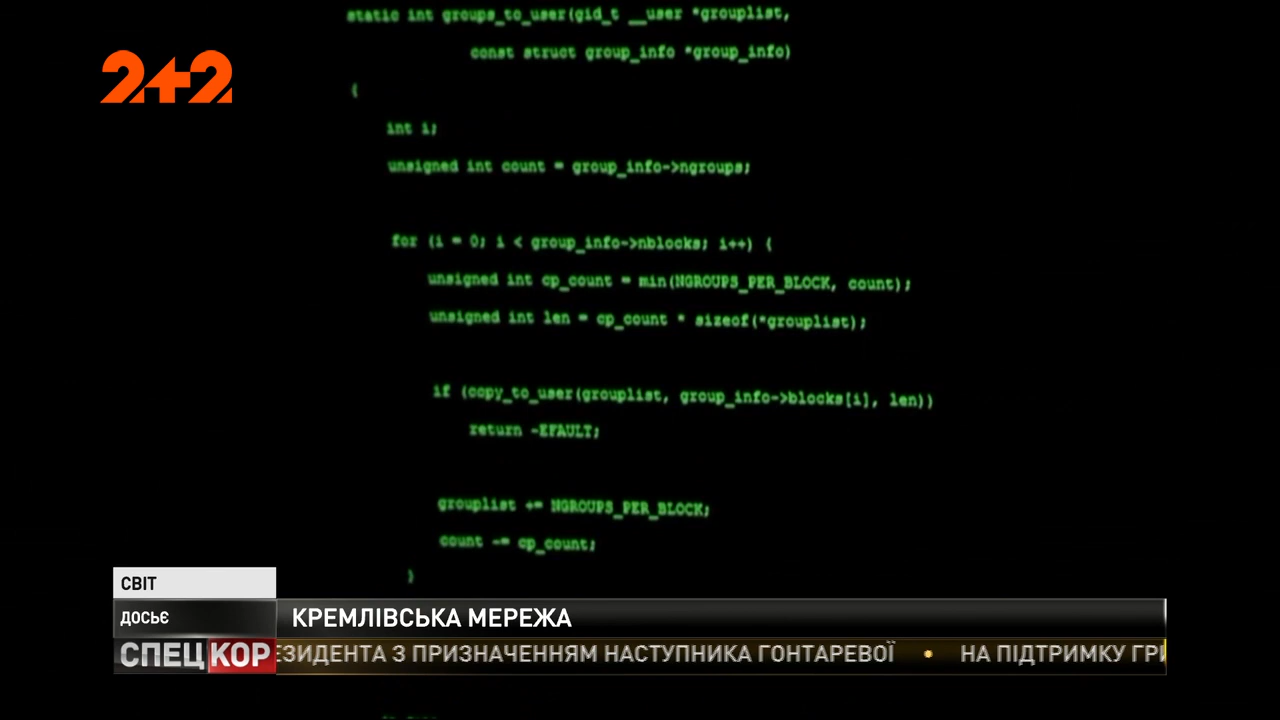 static int groups_to_user(gid_t __user *grouplist,
2+2
const struct group_info *group_info)
{
int i;
unsigned int count = group_info->ngroups;
for (i = 0; i < group_info->nblocks; i++) {
unsigned int cp_count = min(NGROUPS_PER_BLOCK, count);
unsigned int len = cp_count * sizeof(*grouplist);
if (copy_to_user(grouplist, group_info->blocks[i], len))
return -EFAULT;
grouplist += NGROUPS_PER_BLOCK;
count -= cp_count;
}
СВІТ
ДОСЬЄ
КРЕМЛІВСЬКА МЕРЕЖА
СПЕЦКОР
ЕЗИДЕНТА З ПРИЗНАЧЕННЯМ НАСТУПНИКА ГОНТАРЕВОЇ • НА ПІДТРИМКУ ГРИ